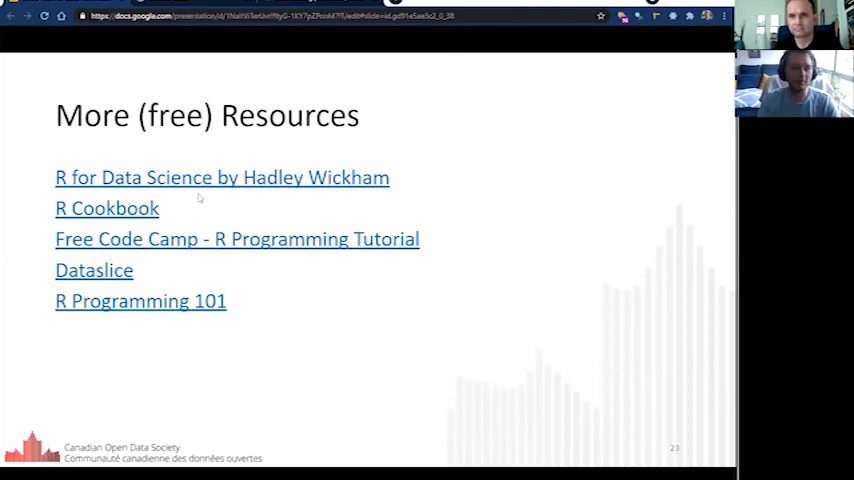 More (free) Resources
R for Data Science by Hadley Wickham
R Cookbook
Free Code Camp - R Programming Tutorial
Dataslice
R Programming 101
Canadian Open Data Society
Communauté canadienne des données ouvertes
23